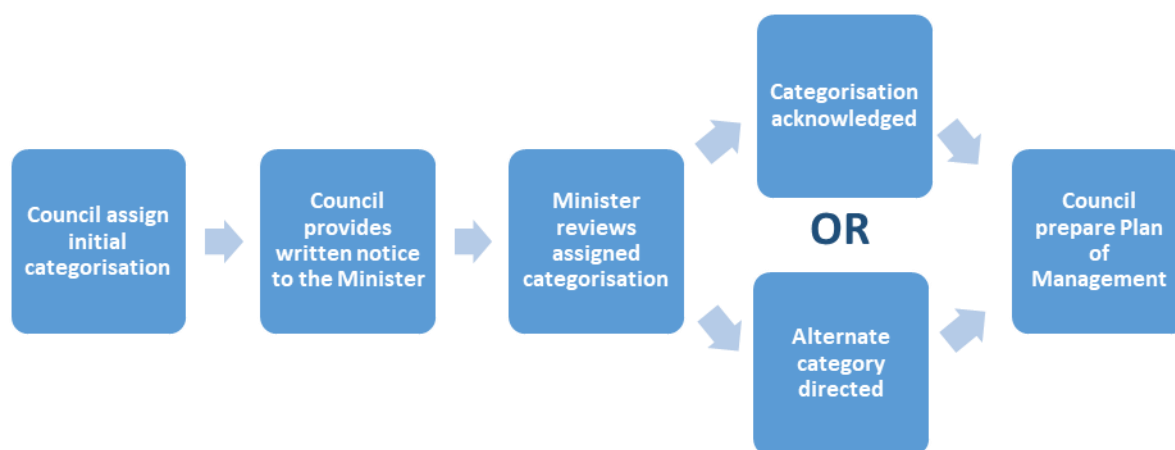 Council assign
initial
categorisation
Council
provides
written notice
to the Minister
Minister
reviews
assigned
categorisation
Categorisation
acknowledged
OR
Alternate
category
directed
Council
prepare Plan
of
Management